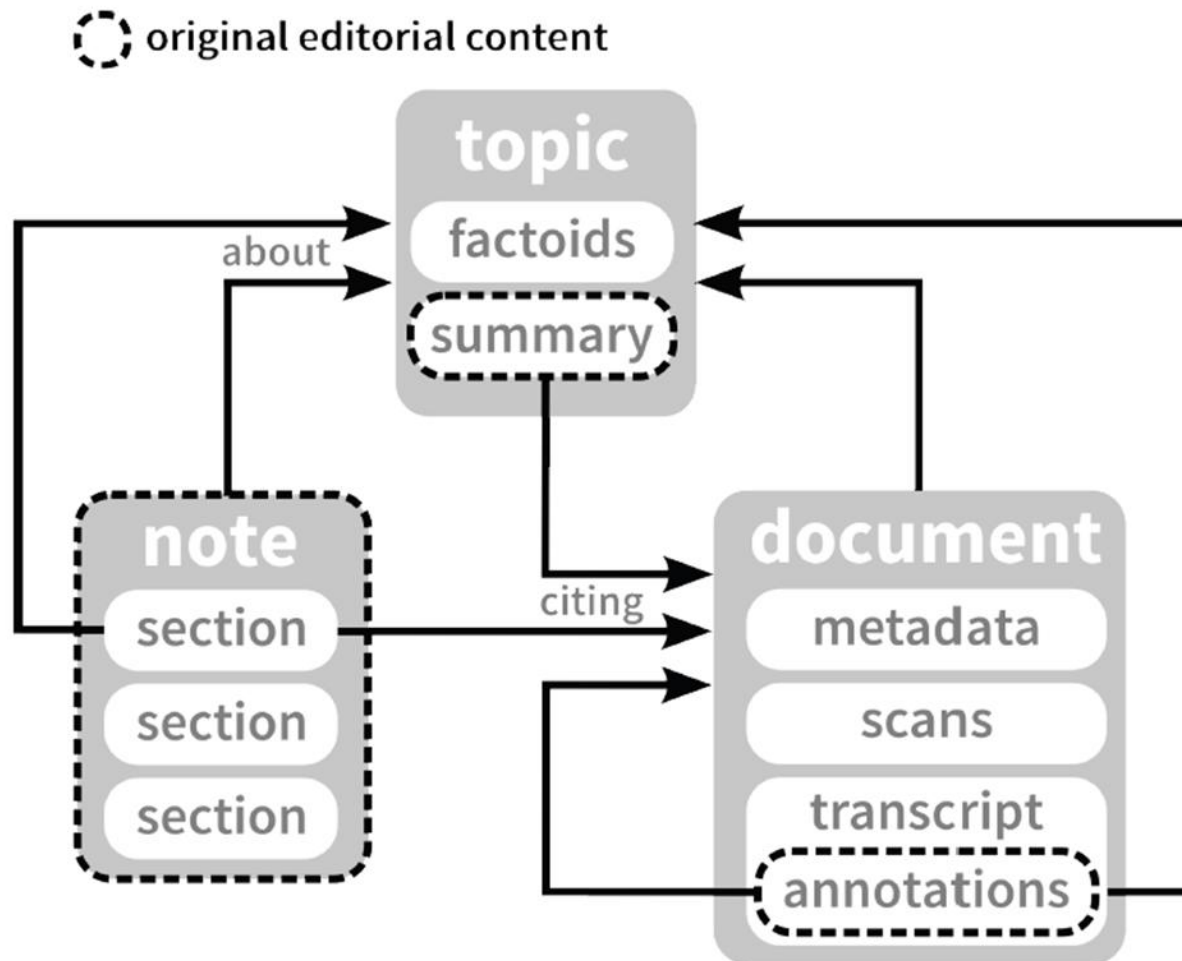 original editorial content
topic
factoids
about
summary
note
section
section
section
citing
document
metadata
scans
transcript
annotations